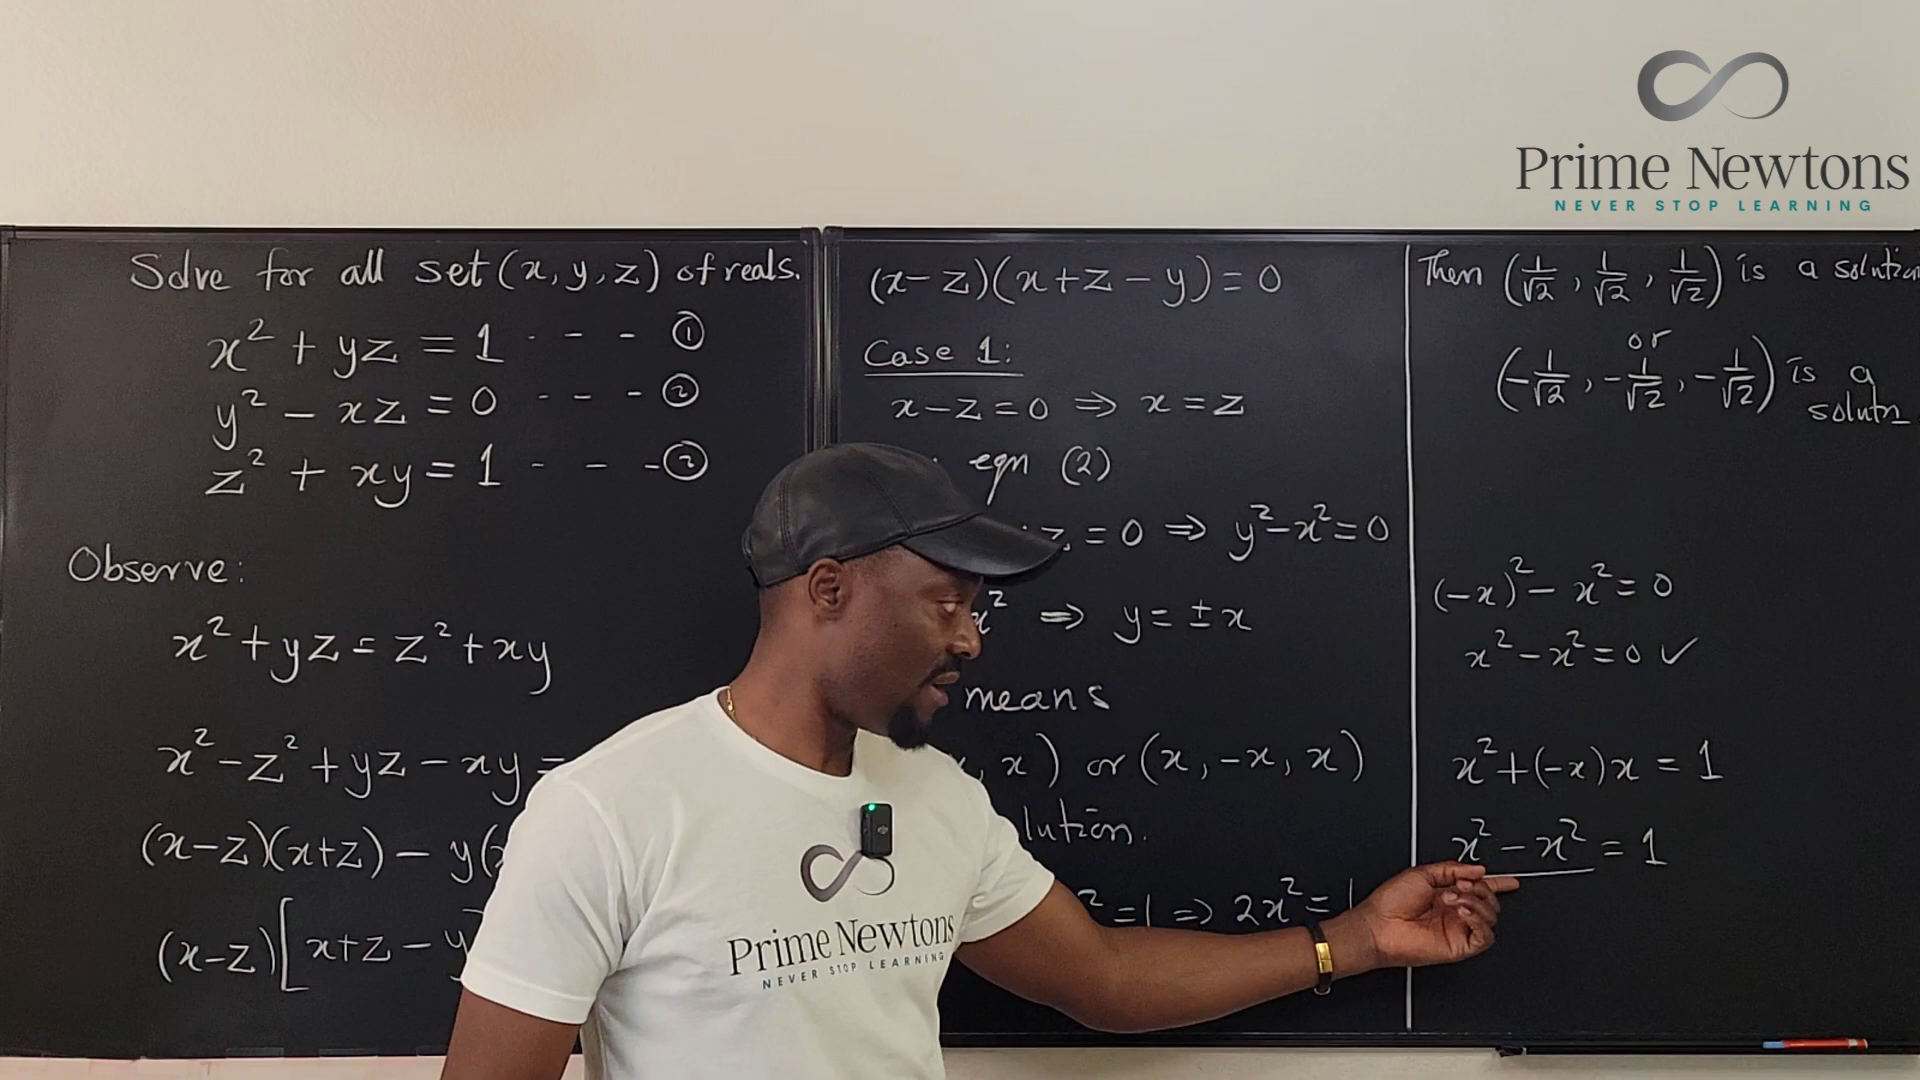 Prime Newtons
NEVER STOP LEARNING
Solve for all set (x, y, z) of reals.
x² + yz = 1 - - - ①
y² - xz = 0 - - - ②
z² + xy = 1 - - - ②
Observe:
x² + yz = z² + xy
x² - z² + yz - xy =
(x-z)(x+z) - y(
(x-z)[x+z - y
(x-z)(x+z-y) = 0
Case 1:
x-z=0 ⇒ x=z
eqn (2)
z = 0 ⇒ y²-x²=0
x² ⇒ y = ±x
means
, x) or (x, -x, x)
lution.
² = 1 ⇒ 2x² = 1
Then (1/√2, 1/√2, 1/√2) is a solution
or
(-1/√2, -1/√2, -1/√2) is a
solutn
(-x)² - x² = 0
x² - x² = 0 ✓
x² + (-x)x = 1
x² - x² = 1
Prime Newtons
NEVER STOP LEARNING